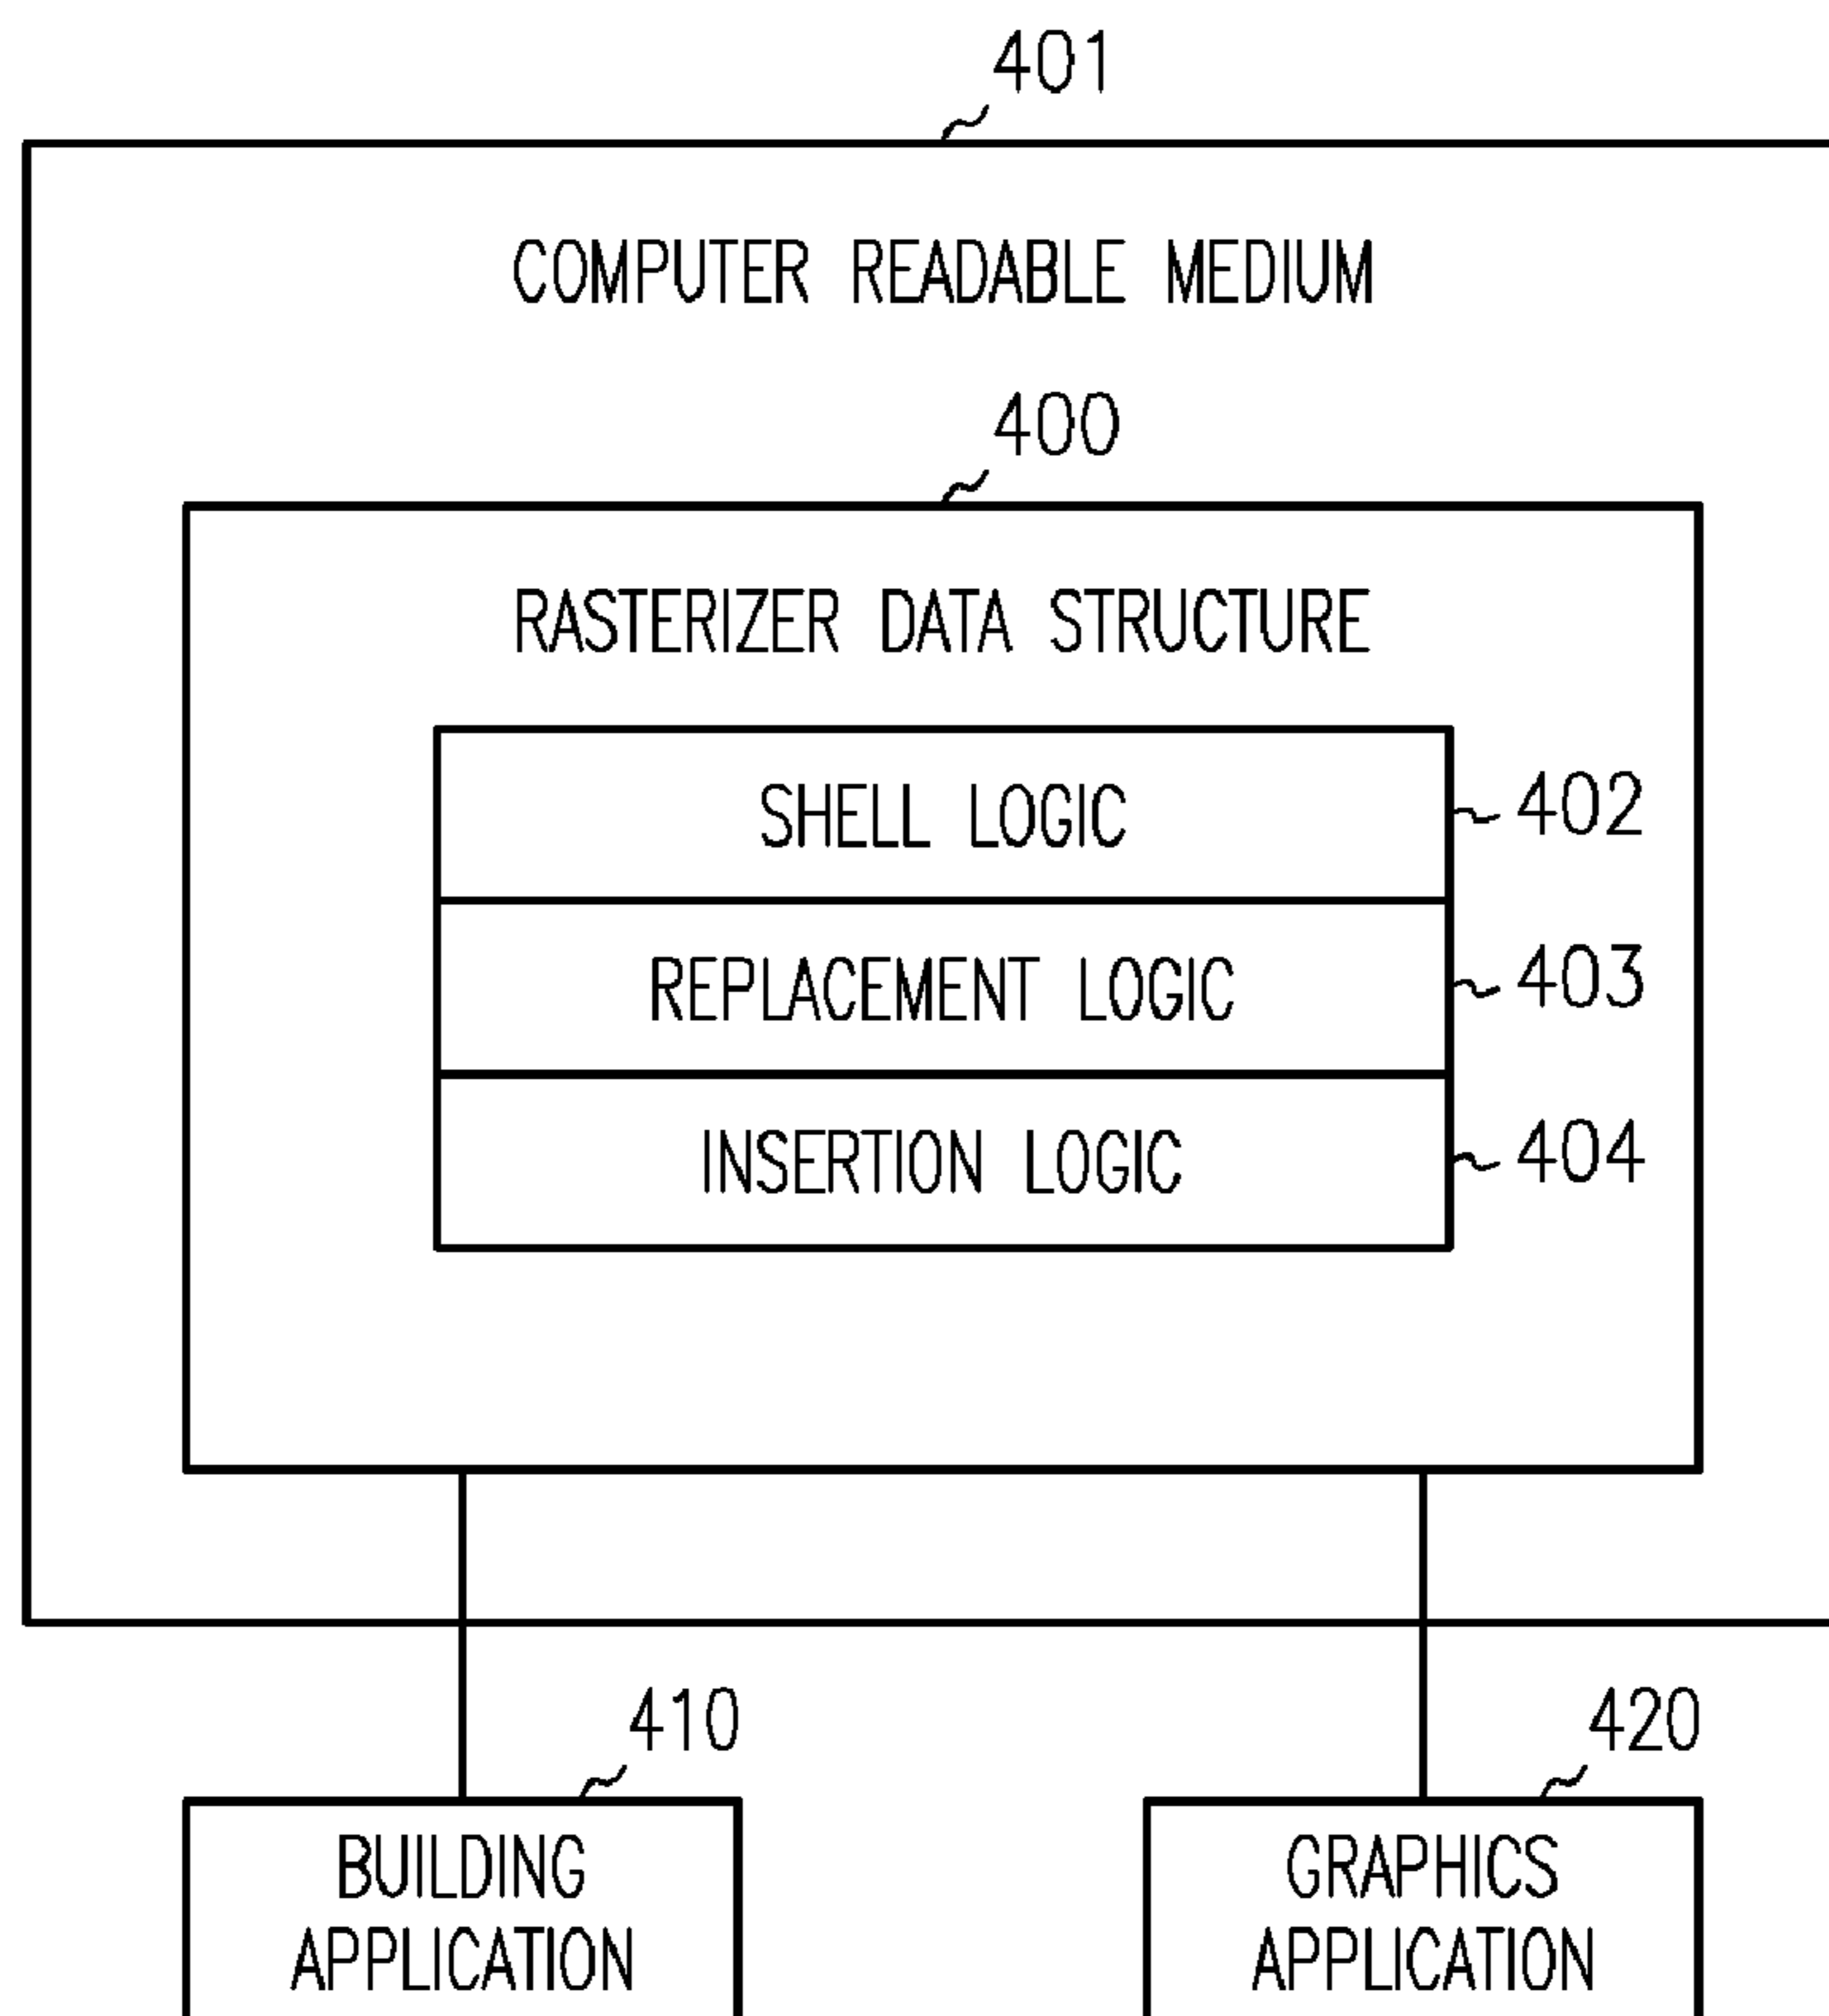 401
COMPUTER READABLE MEDIUM
400
RASTERIZER DATA STRUCTURE
SHELL LOGIC
402
REPLACEMENT LOGIC
403
INSERTION LOGIC
404
410
BUILDING
APPLICATION
420
GRAPHICS
APPLICATION